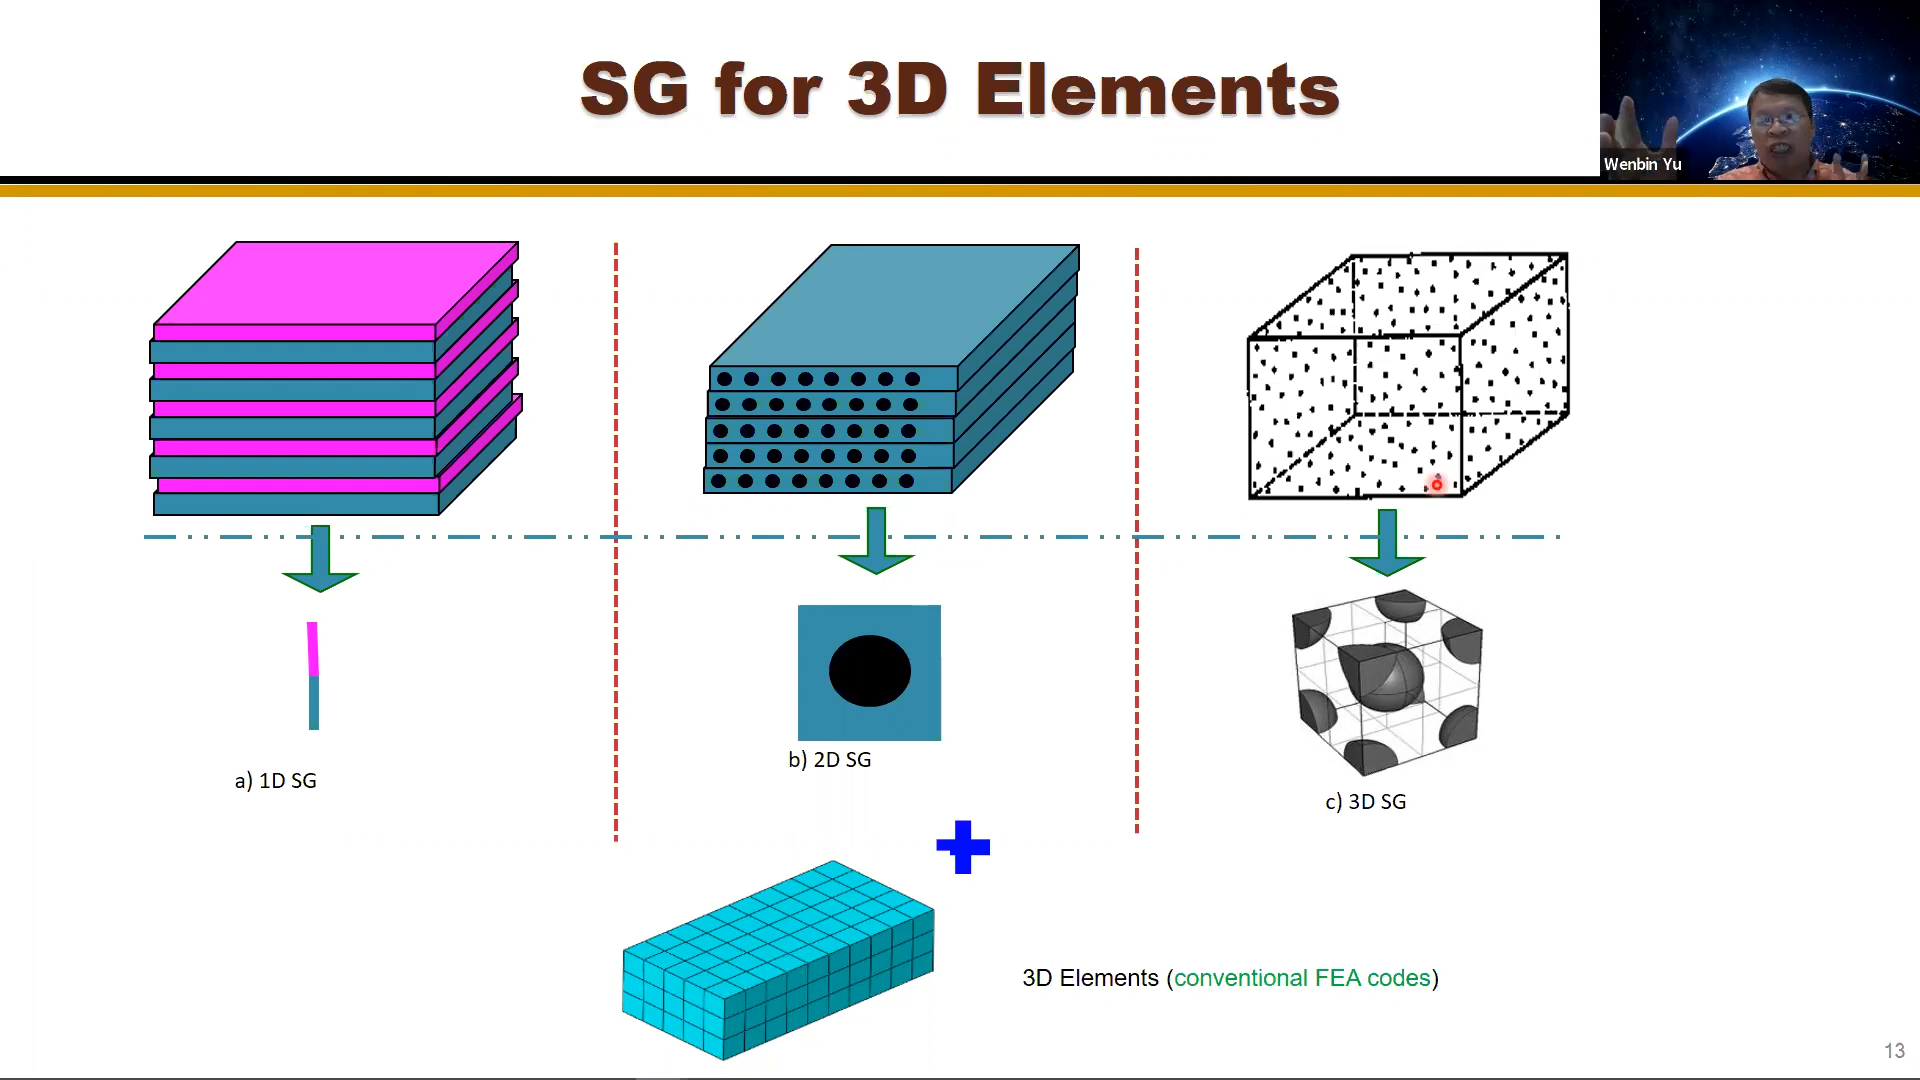 SG for 3D Elements
Wenbin Yu
a) 1D SG
b) 2D SG
c) 3D SG
3D Elements (conventional FEA codes)
13